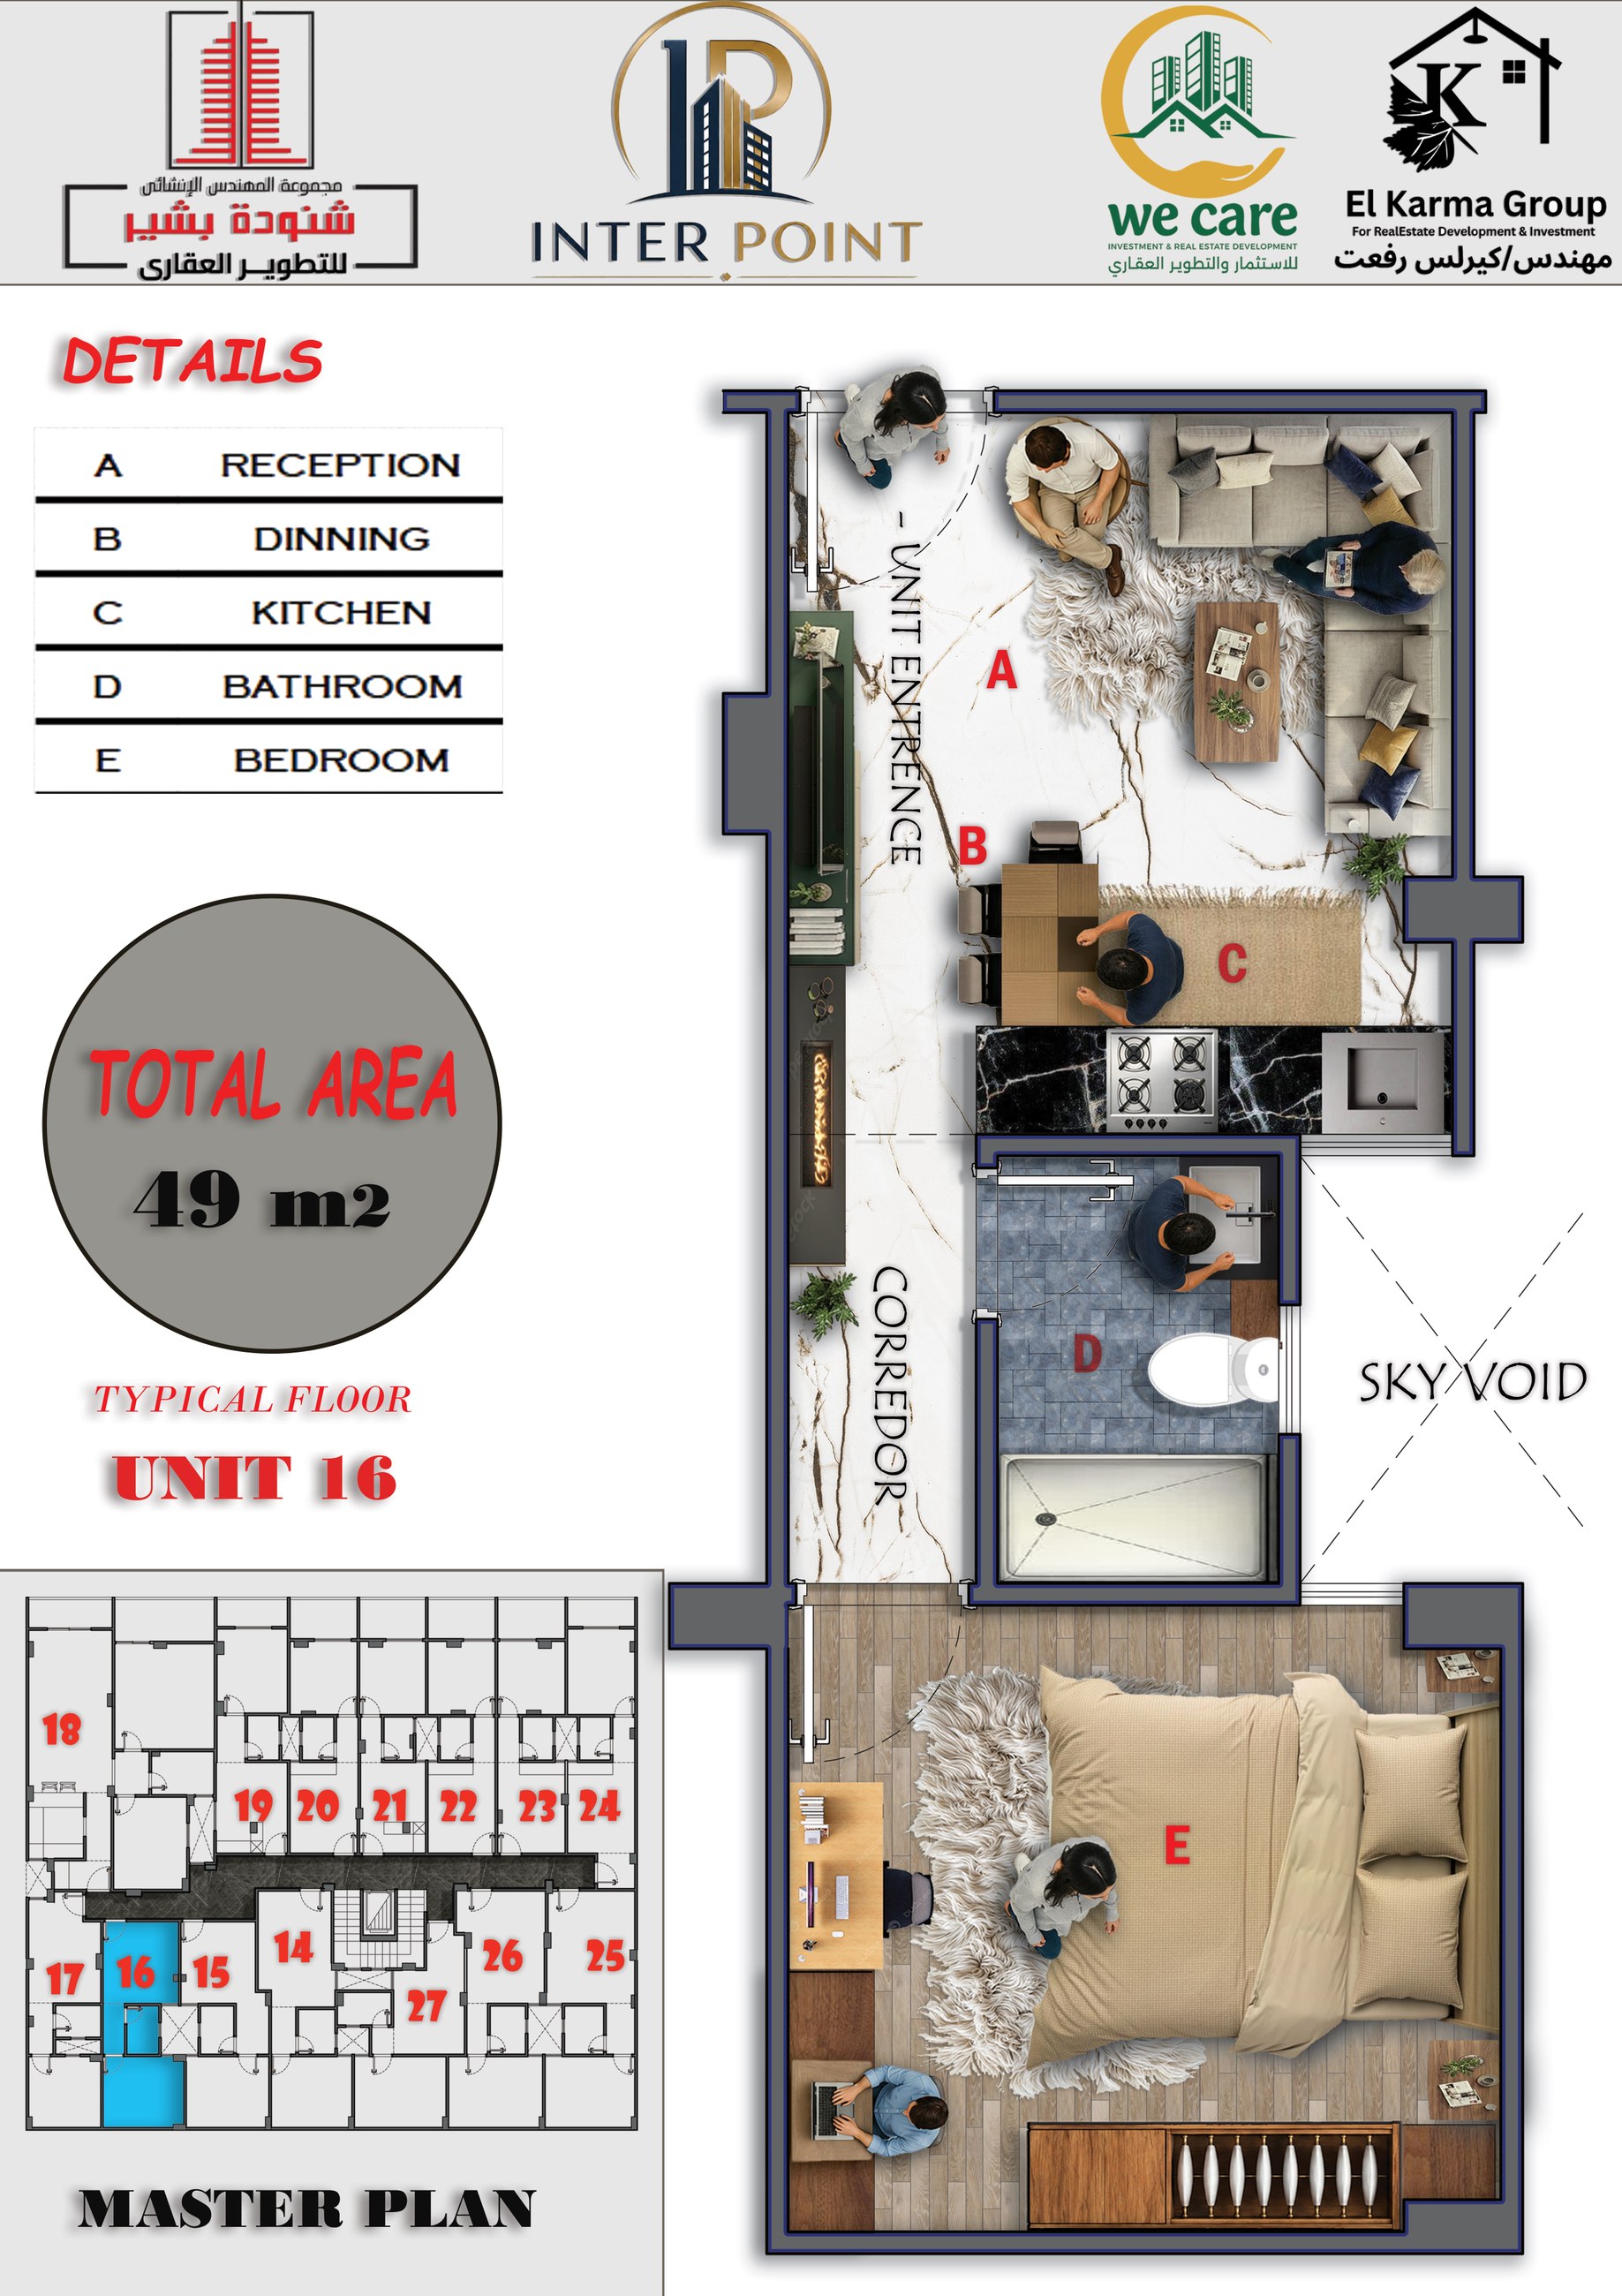 مجموعة المهندس الإنشائى
شنودة بشير
للتطوير العقارى
INTER POINT
we care
INVESTMENT & REAL ESTATE DEVELOPMENT
للاستثمار والتطوير العقاري
K
El Karma Group
For RealEstate Development & Investment
مهندس/كيرلس رفعت
DETAILS
A RECEPTION
B DINNING
C KITCHEN
D BATHROOM
E BEDROOM
TOTAL AREA
49 m2
TYPICAL FLOOR
UNIT 16
- UNIT ENTRENCE
A
B
C
CORREDOR
D
SKY VOID
E
18
19 20 21 22 23 24
17 16 15 14 27 26 25
MASTER PLAN